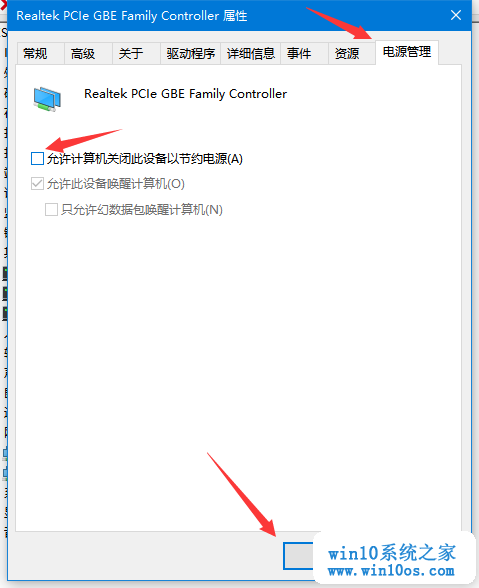 Realtek PCIe GBE Family Controller 属性
常规 高级 关于 驱动程序 详细信息 事件 资源 电源管理
Realtek PCIe GBE Family Controller
允许计算机关闭此设备以节约电源(A)
允许此设备唤醒计算机(O)
只允许幻数据包唤醒计算机(N)
win10系统之家
www.win10os.com